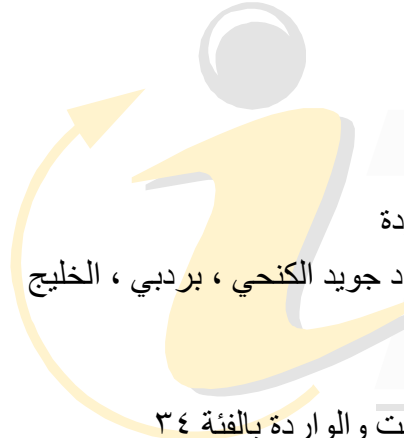 دة
د جويد الكنحي ، بردبي ، الخليج
ت والواردة بالفئة ٣٤